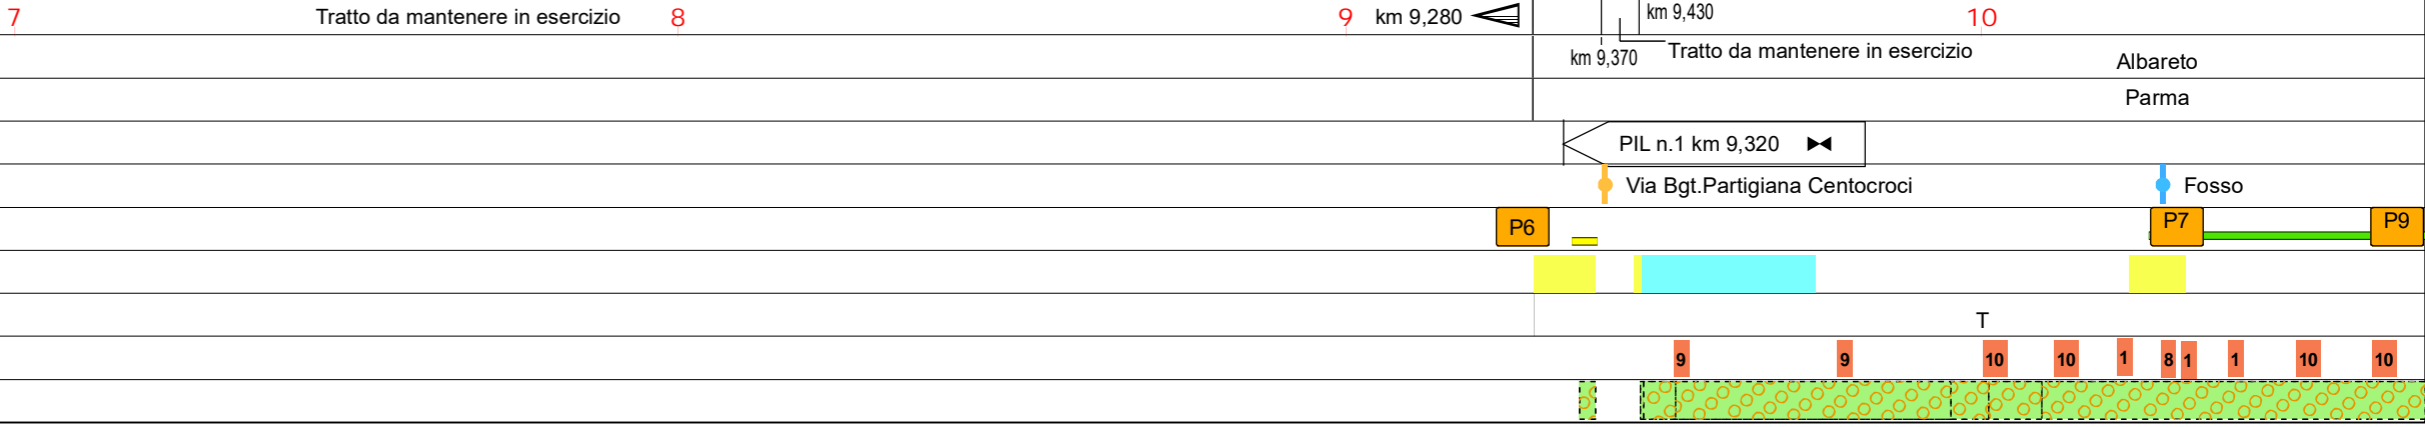 7 Tratto da mantenere in esercizio 8 9 km 9,280 km 9,430 10
km 9,370 Tratto da mantenere in esercizio Albareto
Parma
PIL n.1 km 9,320
Via Bgt.Partigiana Centocroci Fosso
P6 P7 P9
T
9 9 10 10 1 8 1 1 10 10